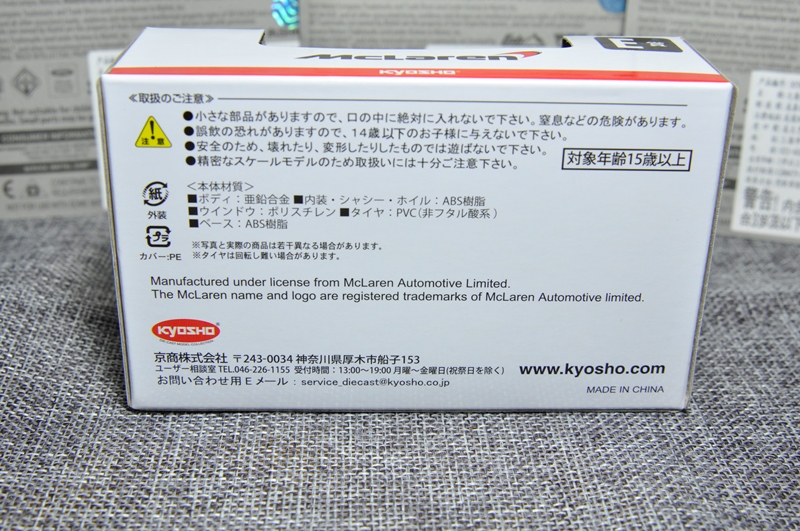 E賞
McLaren
KYOSHO
≪取扱のご注意≫
●小さな部品がありますので、口の中に絶対に入れないで下さい。窒息などの危険があります。
●誤飲の恐れがありますので、14歳以下のお子様に与えないで下さい。
●安全のため、壊れたり、変形したりしたものでは遊ばないで下さい。
●精密なスケールモデルのため取扱いには十分ご注意下さい。
注意
対象年齢15歳以上
紙
外装
プラ
カバー:PE
<本体材質>
■ボディ:亜鉛合金 ■内装・シャシー・ホイル:ABS樹脂
■ウインドウ:ポリスチレン ■タイヤ:PVC(非フタル酸系)
■ベース:ABS樹脂
※写真と実際の商品は若干異なる場合があります。
※タイヤは回転し難い場合があります。
Manufactured under license from McLaren Automotive Limited.
The McLaren name and logo are registered trademarks of McLaren Automotive limited.
KYOSHO
DIE-CAST MODEL COLLECTION
京商株式会社 〒243-0034 神奈川県厚木市船子153
ユーザー相談室 TEL.046-226-1155 受付時間:13:00~19:00 月曜~金曜日(祝祭日を除く)
お問い合わせ用Eメール:service_diecast@kyosho.co.jp
www.kyosho.com
MADE IN CHINA
警告!内